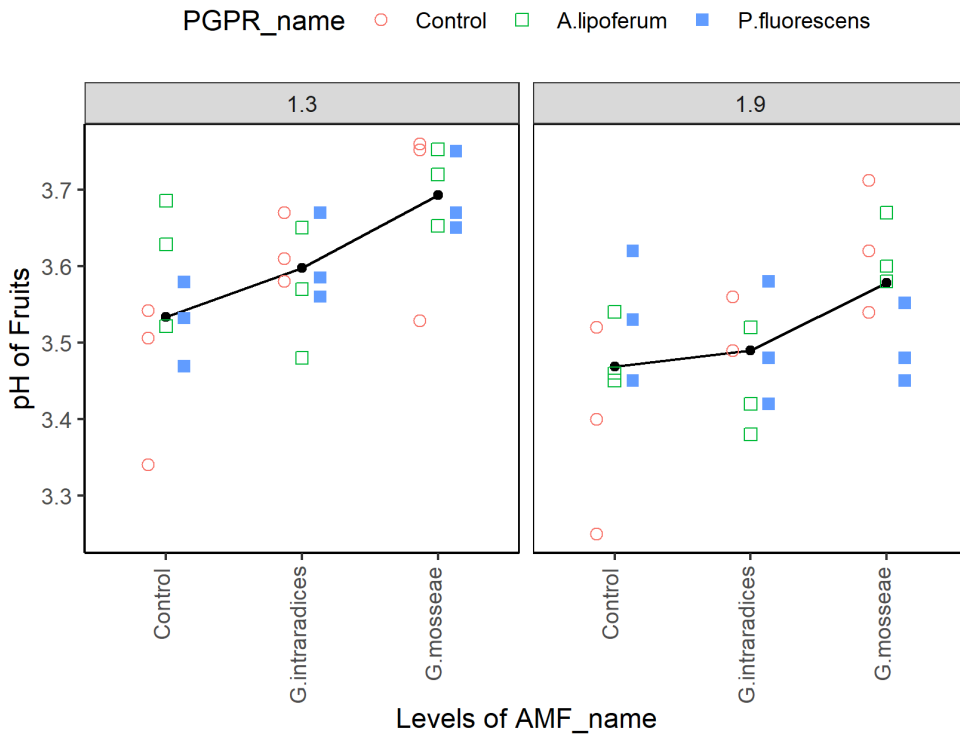 PGPR_name Control A.lipoferum P.fluorescens
1.3 1.9
pH of Fruits
3.7
3.6
3.5
3.4
3.3
Control G.intraradices G.mosseae Control G.intraradices G.mosseae
Levels of AMF_name